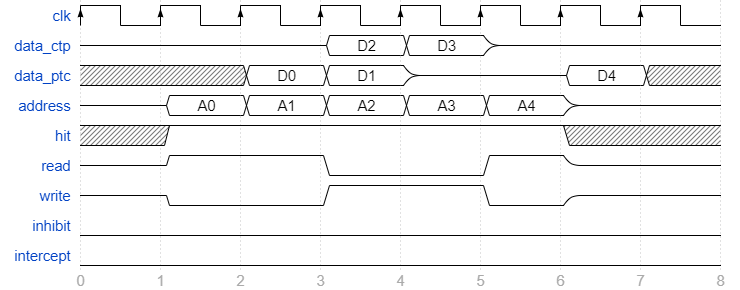 clk
data_ctp D2 D3
data_ptc D0 D1 D4
address A0 A1 A2 A3 A4
hit
read
write
inhibit
intercept
0 1 2 3 4 5 6 7 8